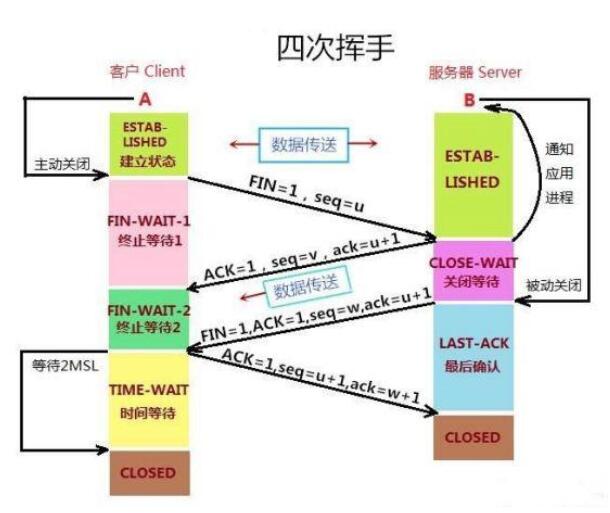 四次挥手
客户 Client
服务器 Server
A
B
ESTAB-
LISHED
建立状态
数据传送
ESTAB-
LISHED
通知
应用
进程
主动关闭
FIN=1，seq=u
FIN-WAIT-1
终止等待1
ACK=1，seq=v，ack=u+1
CLOSE-WAIT
关闭等待
数据传送
被动关闭
FIN-WAIT-2
终止等待2
FIN=1,ACK=1,seq=w,ack=u+1
LAST-ACK
最后确认
等待2MSL
ACK=1,seq=u+1,ack=w+1
TIME-WAIT
时间等待
CLOSED
CLOSED